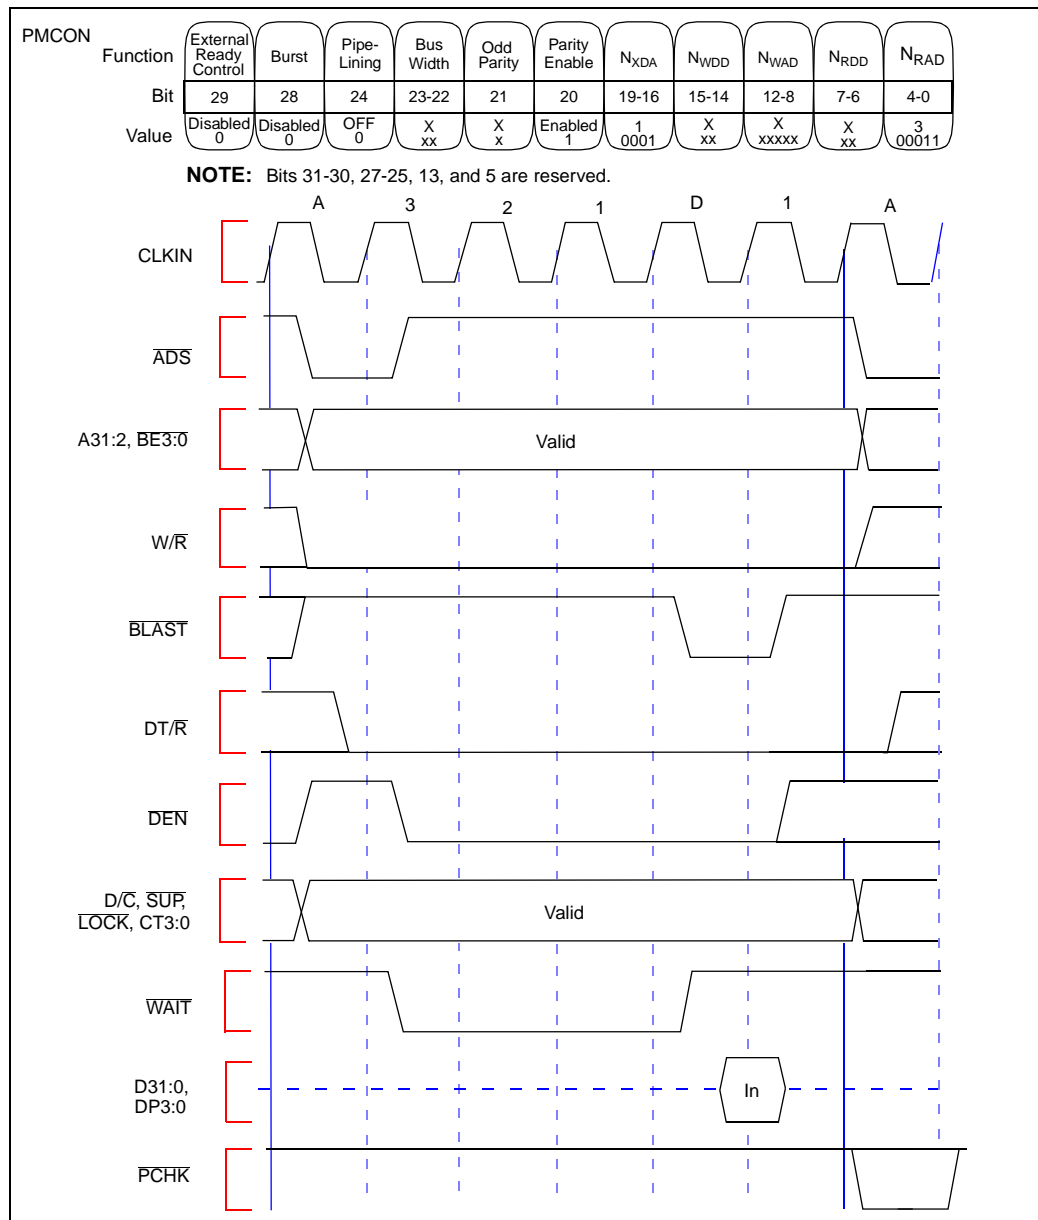 PMCON
Function
External Ready Control
Burst
Pipe-Lining
Bus Width
Odd Parity
Parity Enable
NXDA
NWDD
NWAD
NRDD
NRAD
Bit
29
28
24
23-22
21
20
19-16
15-14
12-8
7-6
4-0
Value
Disabled 0
Disabled 0
OFF 0
X xx
X x
Enabled 1
1 0001
X xx
X xxxxx
X xx
3 00011
NOTE: Bits 31-30, 27-25, 13, and 5 are reserved.
A 3 2 1 D 1 A
CLKIN
ADS
A31:2, BE3:0
Valid
W/R
BLAST
DT/R
DEN
D/C, SUP,
LOCK, CT3:0
Valid
WAIT
D31:0,
DP3:0
In
PCHK